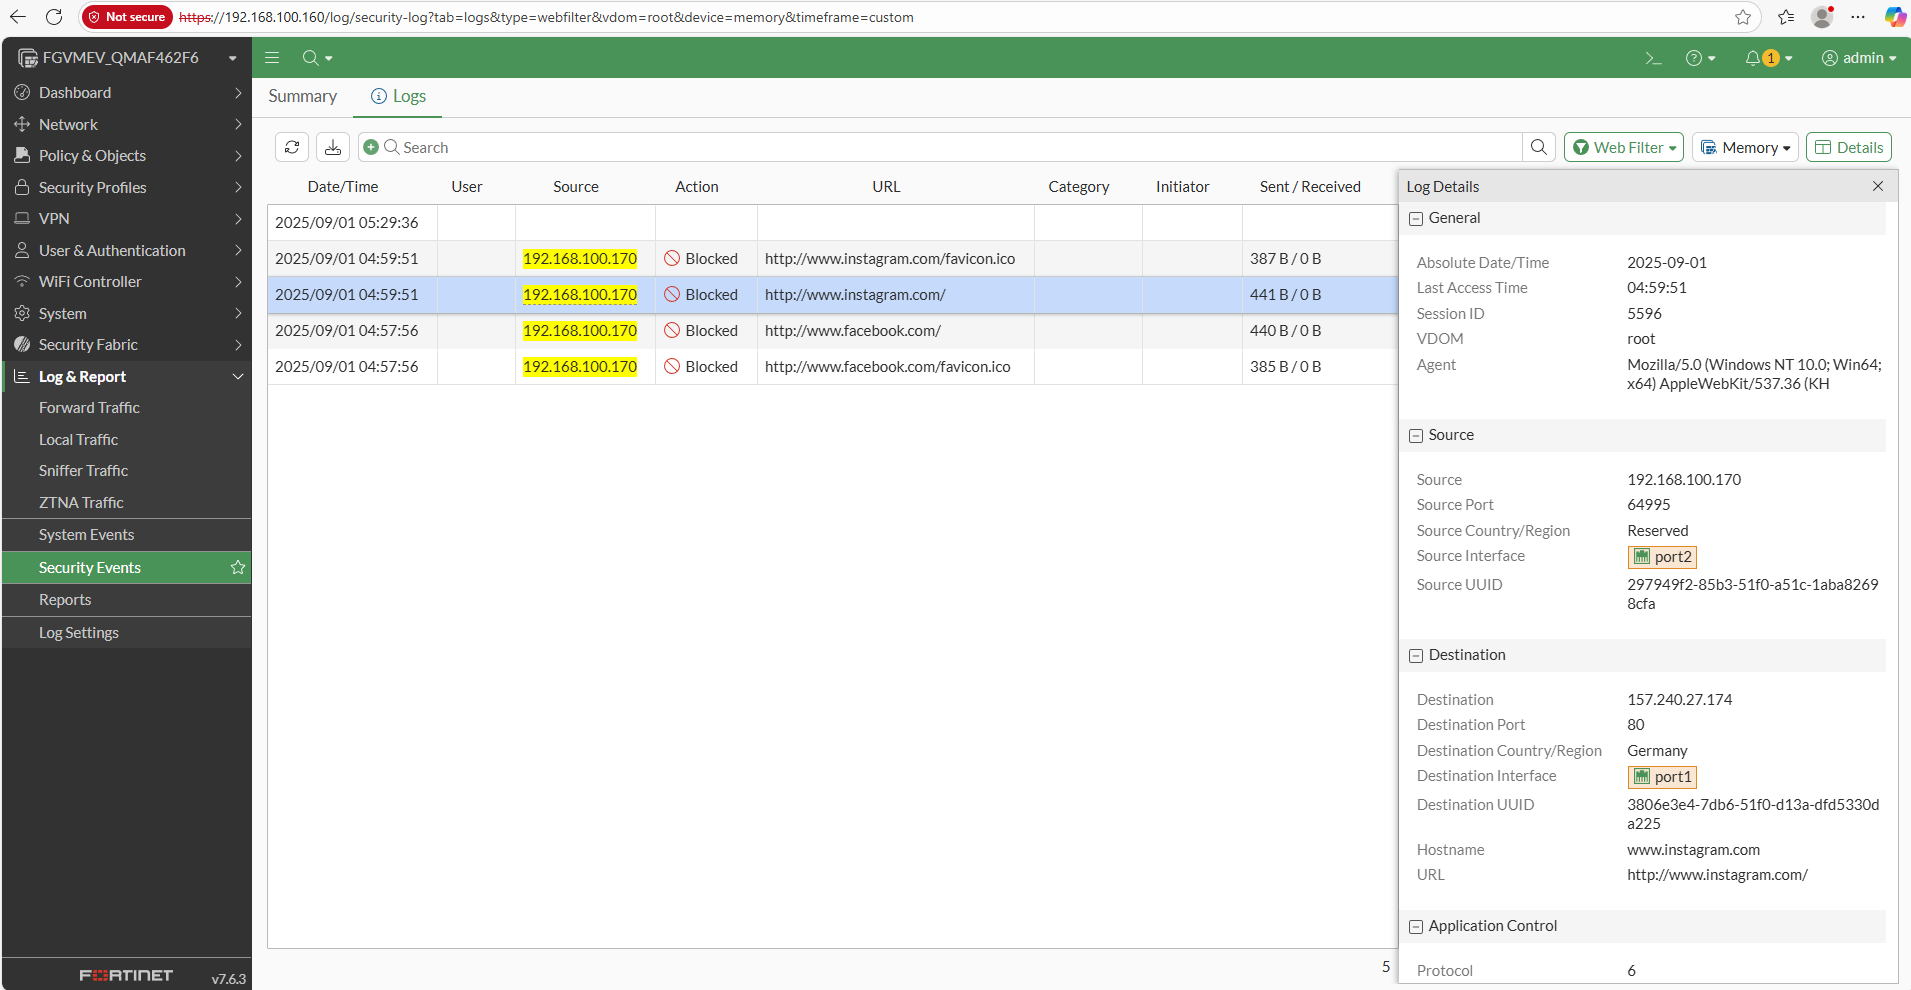 Not secure https://192.168.100.160/log/security-log?tab=logs&type=webfilter&vdom=root&device=memory&timeframe=custom
FGVMEV_QMAF462F6
1 admin
Dashboard
Network
Policy & Objects
Security Profiles
VPN
User & Authentication
WiFi Controller
System
Security Fabric
Log & Report
Forward Traffic
Local Traffic
Sniffer Traffic
ZTNA Traffic
System Events
Security Events
Reports
Log Settings
FORTINET v7.6.3
Summary Logs
Search Web Filter Memory Details
Date/Time User Source Action URL Category Initiator Sent / Received
2025/09/01 05:29:36
2025/09/01 04:59:51 192.168.100.170 Blocked http://www.instagram.com/favicon.ico 387 B / 0 B
2025/09/01 04:59:51 192.168.100.170 Blocked http://www.instagram.com/ 441 B / 0 B
2025/09/01 04:57:56 192.168.100.170 Blocked http://www.facebook.com/ 440 B / 0 B
2025/09/01 04:57:56 192.168.100.170 Blocked http://www.facebook.com/favicon.ico 385 B / 0 B
5
Log Details
General
Absolute Date/Time 2025-09-01
Last Access Time 04:59:51
Session ID 5596
VDOM root
Agent Mozilla/5.0 (Windows NT 10.0; Win64;
x64) AppleWebKit/537.36 (KH
Source
Source 192.168.100.170
Source Port 64995
Source Country/Region Reserved
Source Interface port2
Source UUID 297949f2-85b3-51f0-a51c-1aba8269
8cfa
Destination
Destination 157.240.27.174
Destination Port 80
Destination Country/Region Germany
Destination Interface port1
Destination UUID 3806e3e4-7db6-51f0-d13a-dfd5330d
a225
Hostname www.instagram.com
URL http://www.instagram.com/
Application Control
Protocol 6